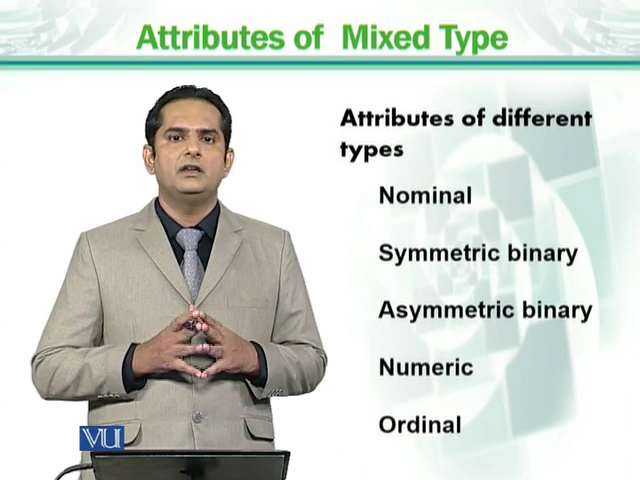 Attributes of Mixed Type
Attributes of different
types
Nominal
Symmetric binary
Asymmetric binary
Numeric
Ordinal
VU